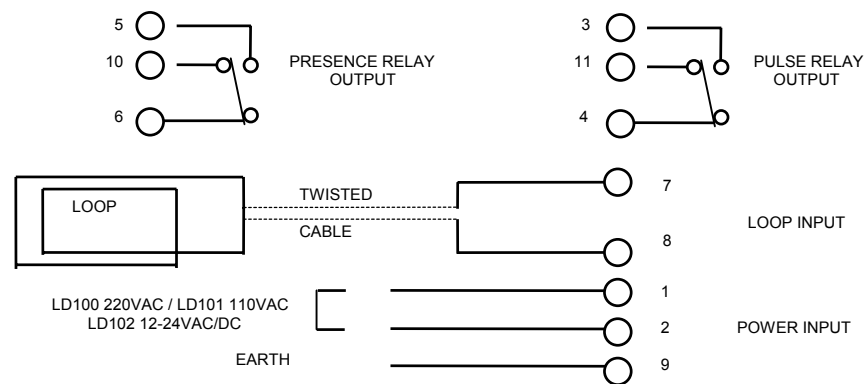 5
10
6
PRESENCE RELAY
OUTPUT
3
11
4
PULSE RELAY
OUTPUT
LOOP
TWISTED
CABLE
7
8
LOOP INPUT
LD100 220VAC / LD101 110VAC
LD102 12-24VAC/DC
EARTH
1
2
9
POWER INPUT